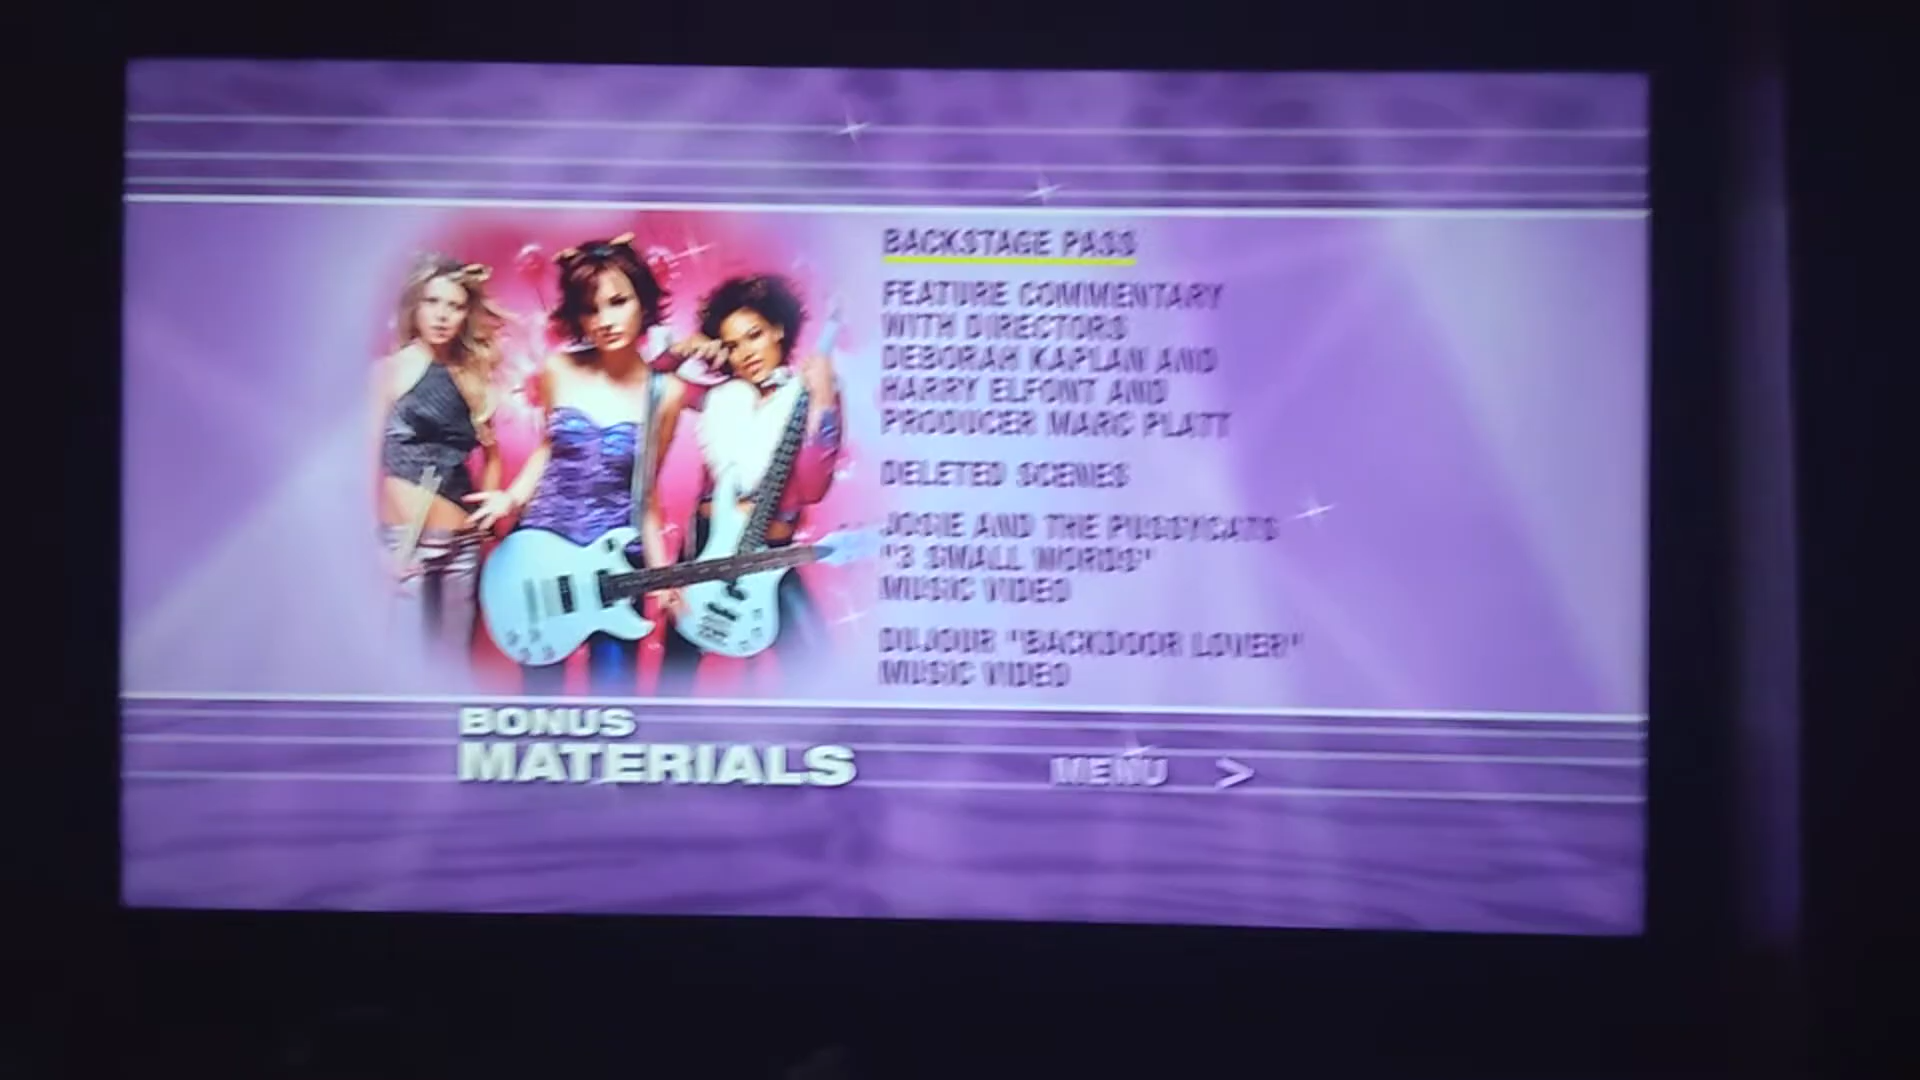 BACKSTAGE PASS
FEATURE COMMENTARY
WITH DIRECTORS
DEBORAH KAPLAN AND
HARRY ELFONT AND
PRODUCER MARC PLATT
DELETED SCENES
JOSIE AND THE PUSSYCATS
"3 SMALL WORDS"
MUSIC VIDEO
DUJOUR "BACKDOOR LOVER"
MUSIC VIDEO
BONUS
MATERIALS
MENU >